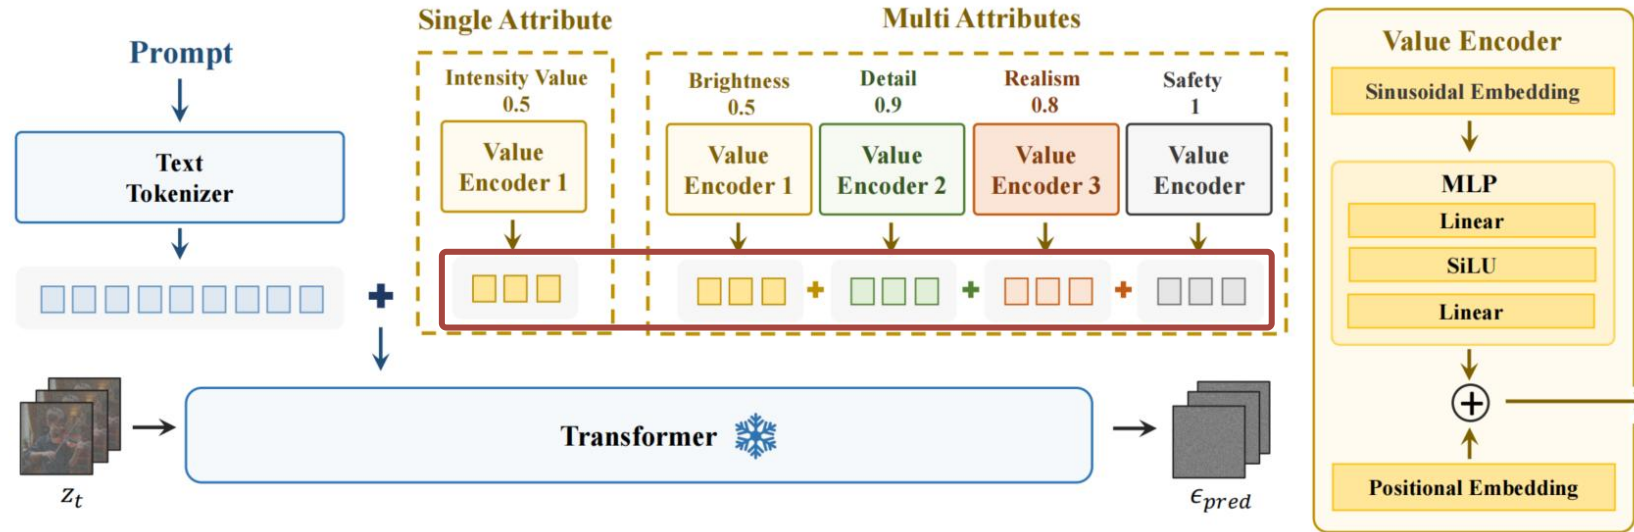 Prompt
Text
Tokenizer
Single Attribute
Intensity Value
0.5
Value
Encoder 1
Multi Attributes
Brightness
0.5
Value
Encoder 1
Detail
0.9
Value
Encoder 2
Realism
0.8
Value
Encoder 3
Safety
1
Value
Encoder
+
+ + +
z_t
Transformer
ϵ_pred
Value Encoder
Sinusoidal Embedding
MLP
Linear
SiLU
Linear
+
Positional Embedding